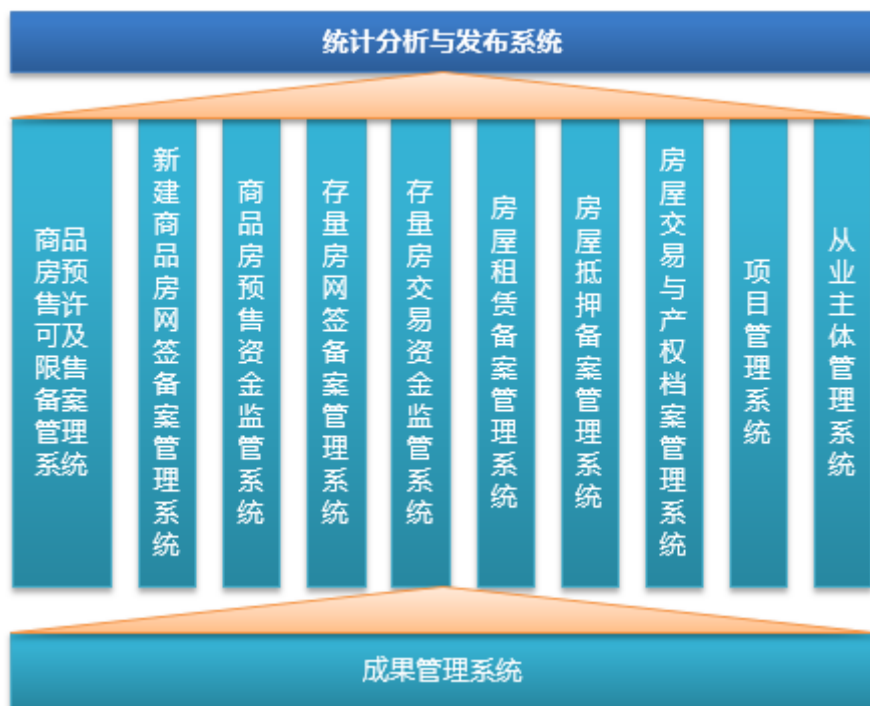 统计分析与发布系统
商品房预售许可及限售备案管理系统
新建商品房网签备案管理系统
商品房预售资金监管系统
存量房网签备案管理系统
存量房交易资金监管系统
房屋租赁备案管理系统
房屋抵押备案管理系统
房屋交易与产权档案管理系统
项目管理系统
从业主体管理系统
成果管理系统